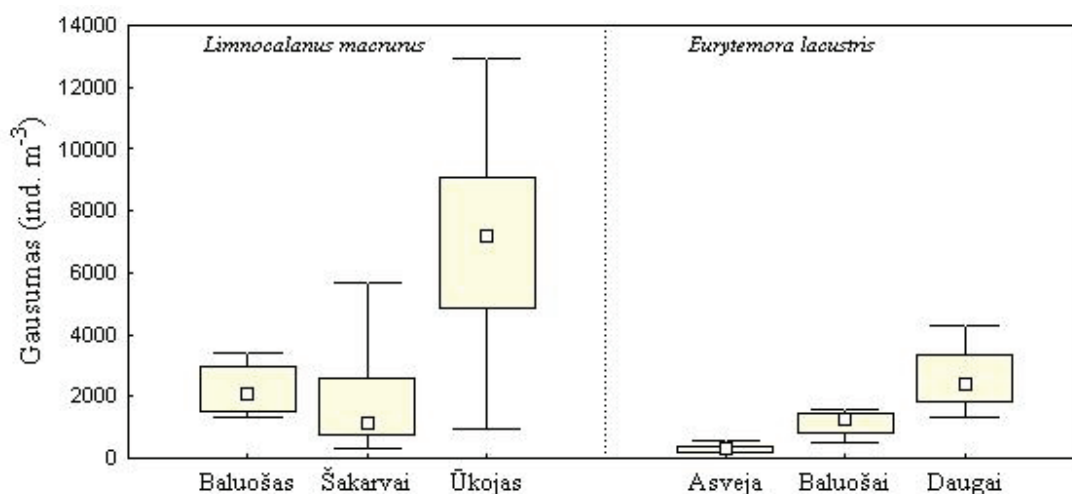 Gausumas (ind. m-3)
14000
12000
10000
8000
6000
4000
2000
0
Limnocalanus macrurus
Eurytemora lacustris
Baluošas Šakarvai Ūkojas Asveja Baluošai Daugai